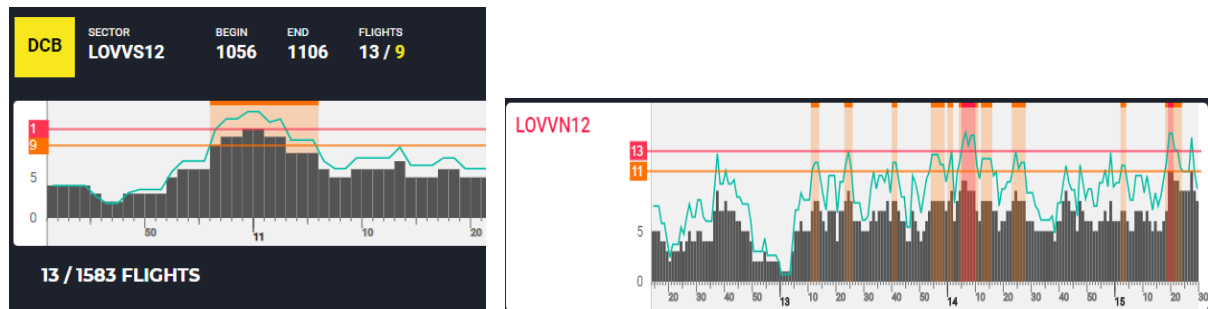 DCB
SECTOR BEGIN END FLIGHTS
LOVVS12 1056 1106 13 / 9
1
9
5
0
50 11 10 20
13 / 1583 FLIGHTS
LOVVN12
13
11
5
0
20 30 40 50 13 10 20 30 40 50 14 10 20 30 40 50 15 10 20 30